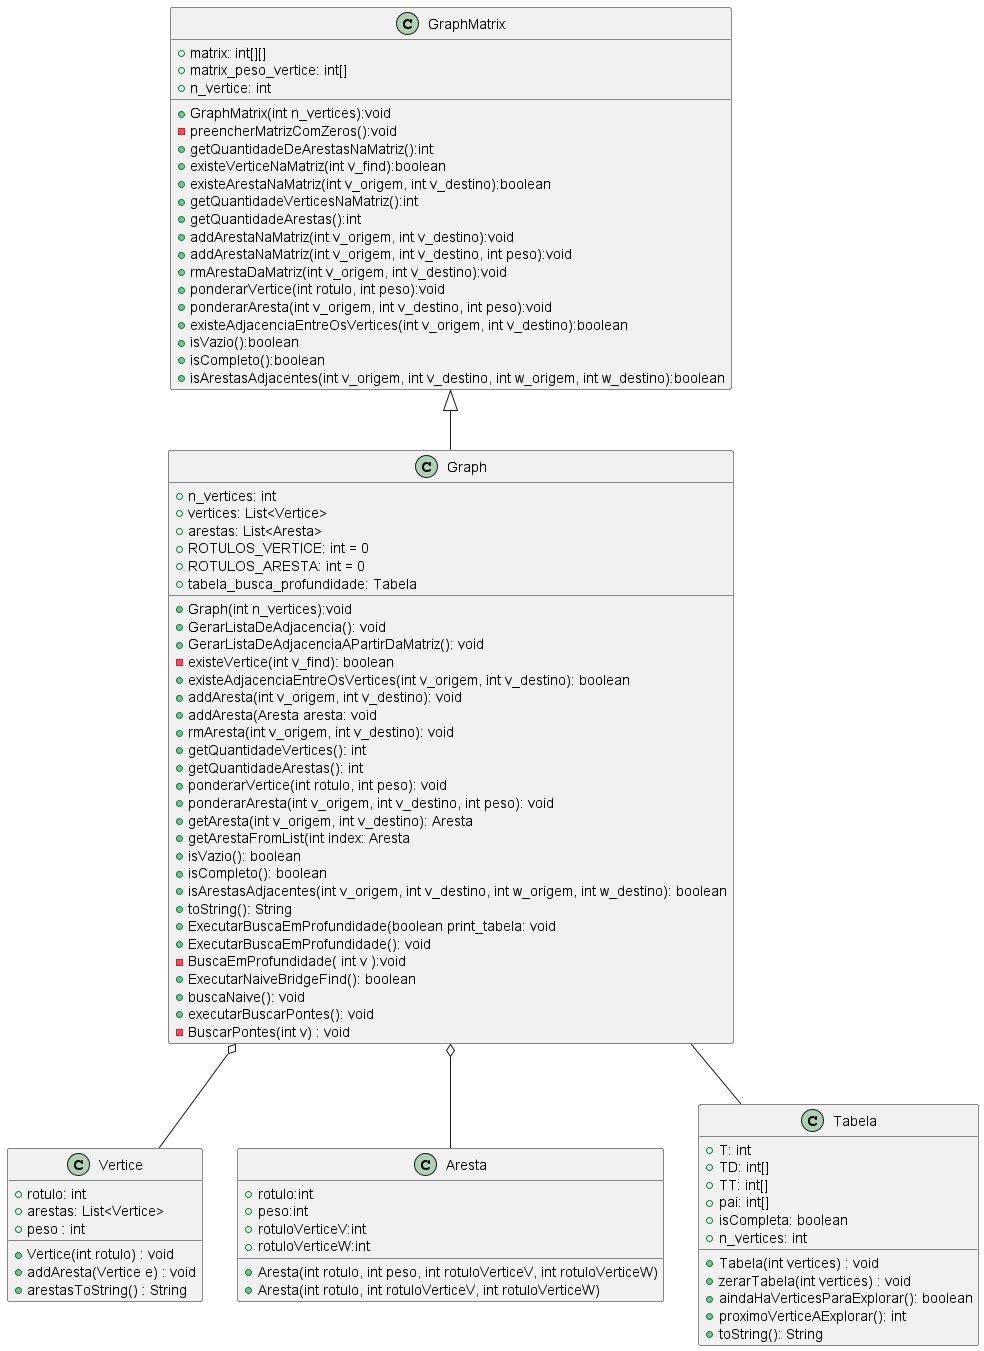 C GraphMatrix
matrix: int[][]
matrix_peso_vertice: int[]
n_vertice: int
GraphMatrix(int n_vertices):void
preencherMatrizComZeros():void
getQuantidadeDeArestasNaMatriz():int
existeVerticeNaMatriz(int v_find):boolean
existeArestaNaMatriz(int v_origem, int v_destino):boolean
getQuantidadeVerticesNaMatriz():int
getQuantidadeArestas():int
addArestaNaMatriz(int v_origem, int v_destino):void
addArestaNaMatriz(int v_origem, int v_destino, int peso):void
rmArestaDaMatriz(int v_origem, int v_destino):void
ponderarVertice(int rotulo, int peso):void
ponderarAresta(int v_origem, int v_destino, int peso):void
existeAdjacenciaEntreOsVertices(int v_origem, int v_destino):boolean
isVazio():boolean
isCompleto():boolean
isArestasAdjacentes(int v_origem, int v_destino, int w_origem, int w_destino):boolean
C Graph
n_vertices: int
vertices: List<Vertice>
arestas: List<Aresta>
ROTULOS_VERTICE: int = 0
ROTULOS_ARESTA: int = 0
tabela_busca_profundidade: Tabela
Graph(int n_vertices):void
GerarListaDeAdjacencia(): void
GerarListaDeAdjacenciaAPartirDaMatriz(): void
existeVertice(int v_find): boolean
existeAdjacenciaEntreOsVertices(int v_origem, int v_destino): boolean
addAresta(int v_origem, int v_destino): void
addAresta(Aresta aresta: void
rmAresta(int v_origem, int v_destino): void
getQuantidadeVertices(): int
getQuantidadeArestas(): int
ponderarVertice(int rotulo, int peso): void
ponderarAresta(int v_origem, int v_destino, int peso): void
getAresta(int v_origem, int v_destino): Aresta
getArestaFromList(int index: Aresta
isVazio(): boolean
isCompleto(): boolean
isArestasAdjacentes(int v_origem, int v_destino, int w_origem, int w_destino): boolean
toString(): String
ExecutarBuscaEmProfundidade(boolean print_tabela: void
ExecutarBuscaEmProfundidade(): void
BuscaEmProfundidade( int v ):void
ExecutarNaiveBridgeFind(): boolean
buscaNaive(): void
executarBuscarPontes(): void
BuscarPontes(int v) : void
C Vertice
rotulo: int
arestas: List<Vertice>
peso : int
Vertice(int rotulo) : void
addAresta(Vertice e) : void
arestasToString() : String
C Aresta
rotulo:int
peso:int
rotuloVerticeV:int
rotuloVerticeW:int
Aresta(int rotulo, int peso, int rotuloVerticeV, int rotuloVerticeW)
Aresta(int rotulo, int rotuloVerticeV, int rotuloVerticeW)
C Tabela
T: int
TD: int[]
TT: int[]
pai: int[]
isCompleta: boolean
n_vertices: int
Tabela(int vertices) : void
zerarTabela(int vertices) : void
aindaHaVerticesParaExplorar(): boolean
proximoVerticeAExplorar(): int
toString(): String